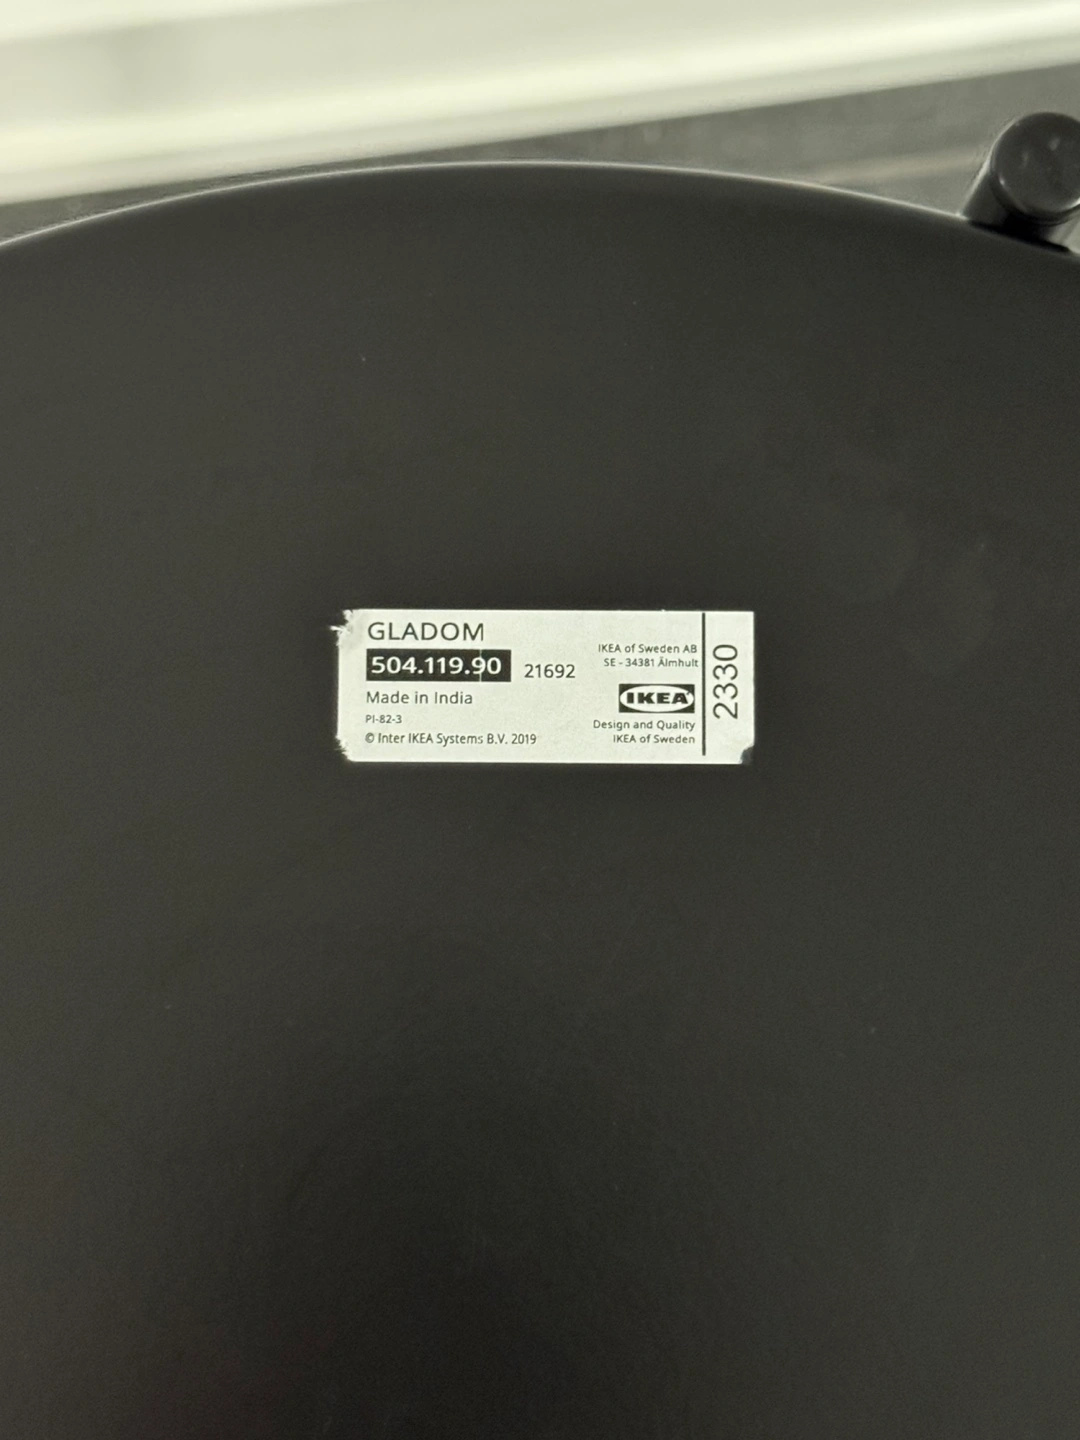 GLADOM
504.119.90 21692
Made in India
PI-82-3
© Inter IKEA Systems B.V. 2019
IKEA of Sweden AB
SE - 34381 Älmhult
IKEA
Design and Quality
IKEA of Sweden
2330